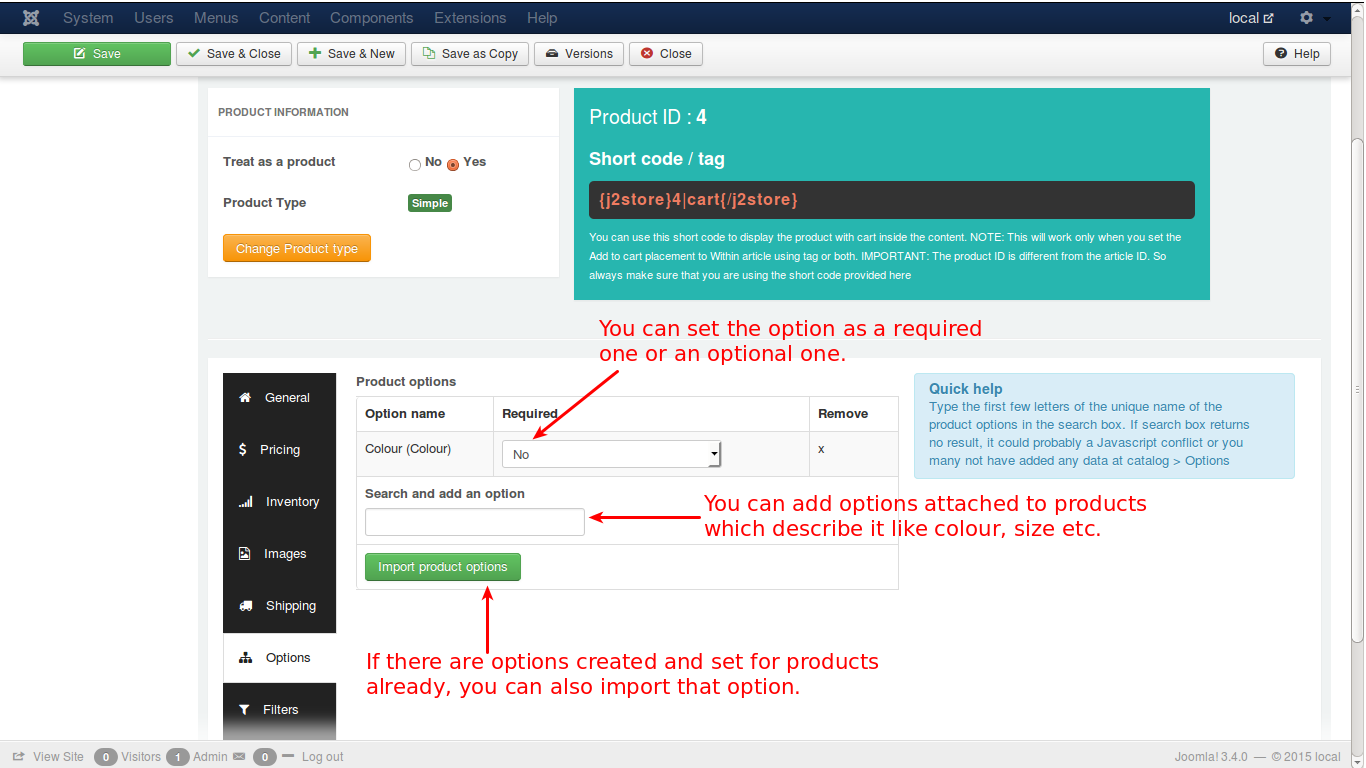 System Users Menus Content Components Extensions Help local
Save Save & Close Save & New Save as Copy Versions Close Help
PRODUCT INFORMATION
Treat as a product No Yes
Product Type Simple
Change Product type
Product ID : 4
Short code / tag
{j2store}4|cart{/j2store}
You can use this short code to display the product with cart inside the content. NOTE: This will work only when you set the
Add to cart placement to Within article using tag or both. IMPORTANT: The product ID is different from the article ID. So
always make sure that you are using the short code provided here
You can set the option as a required
one or an optional one.
General
Pricing
Inventory
Images
Shipping
Options
Filters
Product options
Option name Required Remove
Colour (Colour) No x
Search and add an option
You can add options attached to products
which describe it like colour, size etc.
Import product options
If there are options created and set for products
already, you can also import that option.
Quick help
Type the first few letters of the unique name of the
product options in the search box. If search box returns
no result, it could probably a Javascript conflict or you
many not have added any data at catalog > Options
View Site 0 Visitors 1 Admin 0 Log out Joomla! 3.4.0 — © 2015 local